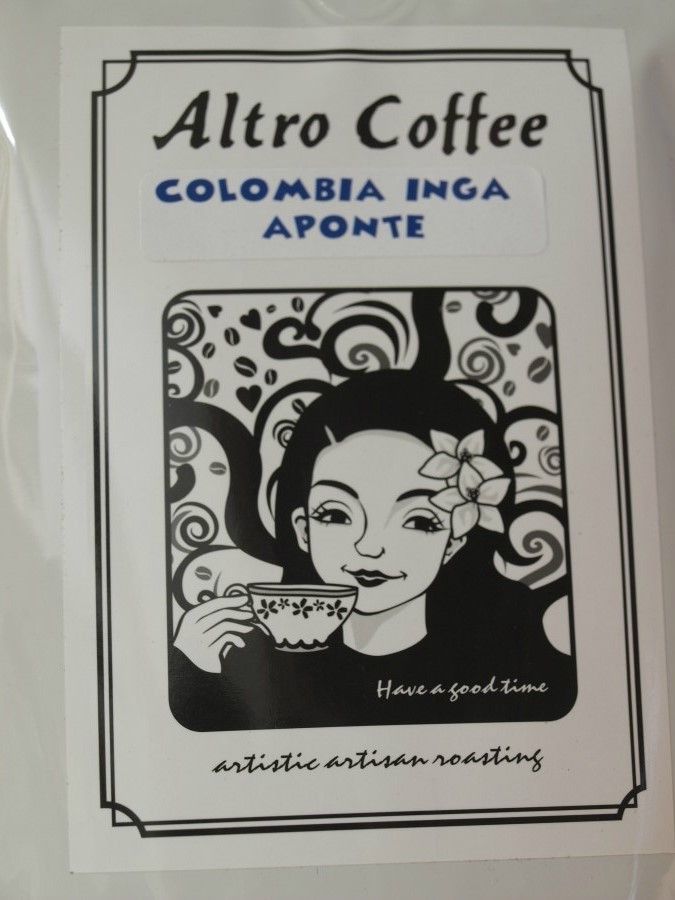 Altro Coffee
COLOMBIA INGA
APONTE
Have a good time
artistic artisan roasting